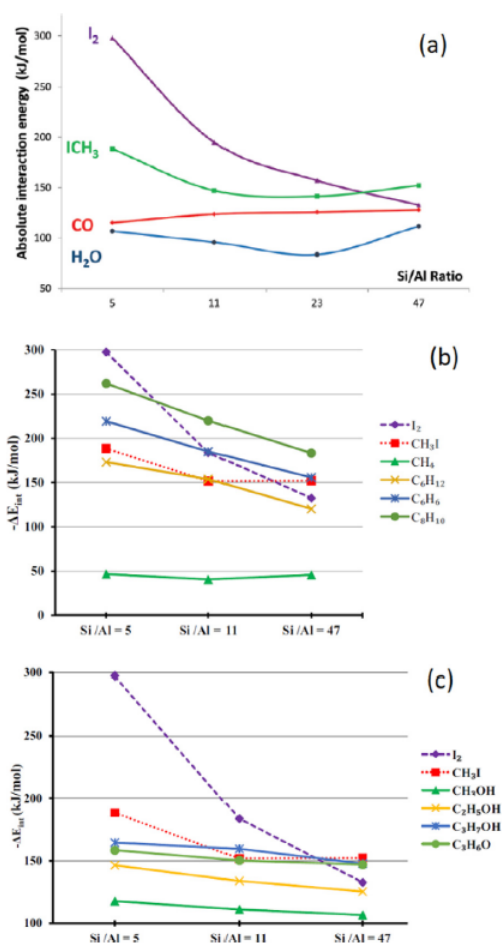 (a)
Absolute interaction energy (kJ/mol)
300
250
200
150
100
50
I₂
ICH₃
CO
H₂O
Si/Al Ratio
5 11 23 47
(b)
-ΔEint (kJ/mol)
300
250
200
150
100
50
0
Si /Al = 5 Si /Al = 11 Si /Al = 47
I₂
CH₃I
CH₄
C₆H₁₂
C₆H₆
C₈H₁₀
(c)
-ΔEint (kJ/mol)
300
250
200
150
100
Si /Al = 5 Si /Al = 11 Si /Al = 47
I₂
CH₃I
CH₃OH
C₂H₅OH
C₃H₇OH
C₃H₆O